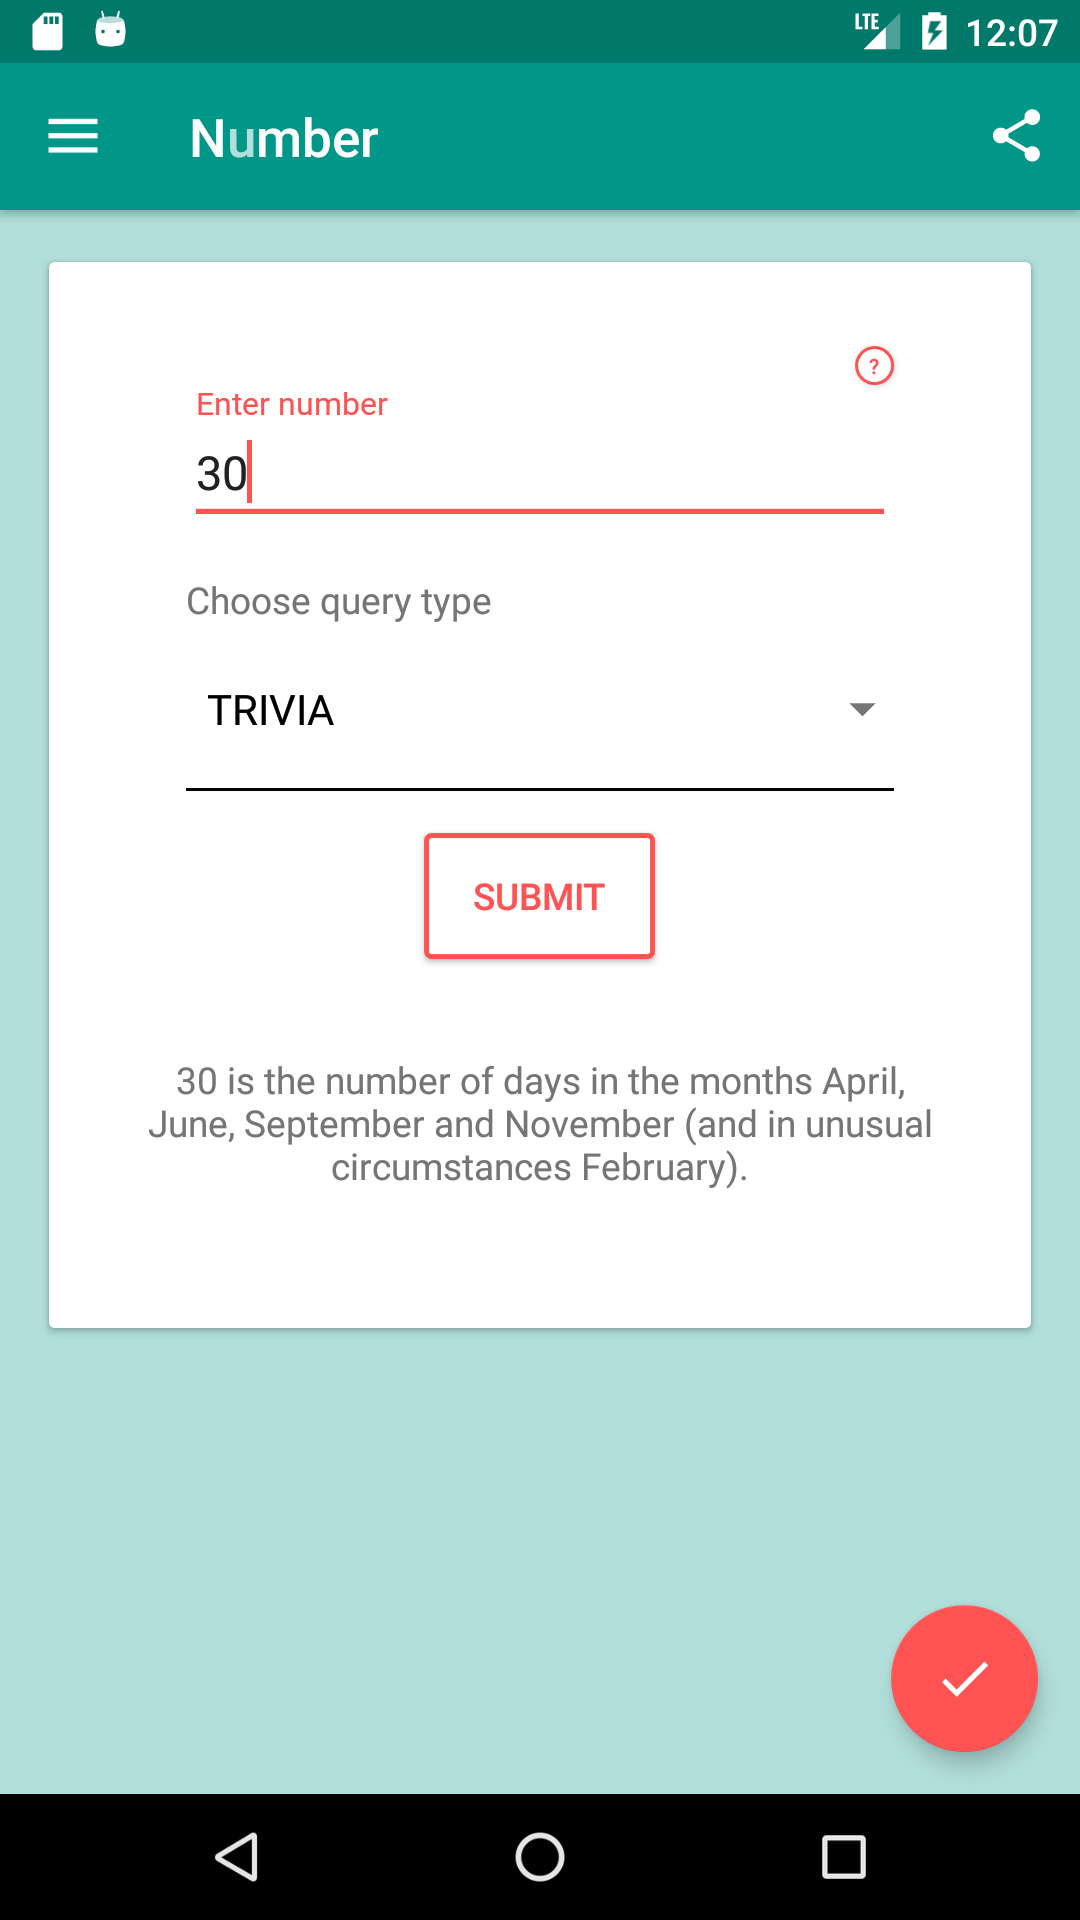 LTE 12:07
Number
?
Enter number
30
Choose query type
TRIVIA
SUBMIT
30 is the number of days in the months April,
June, September and November (and in unusual
circumstances February).